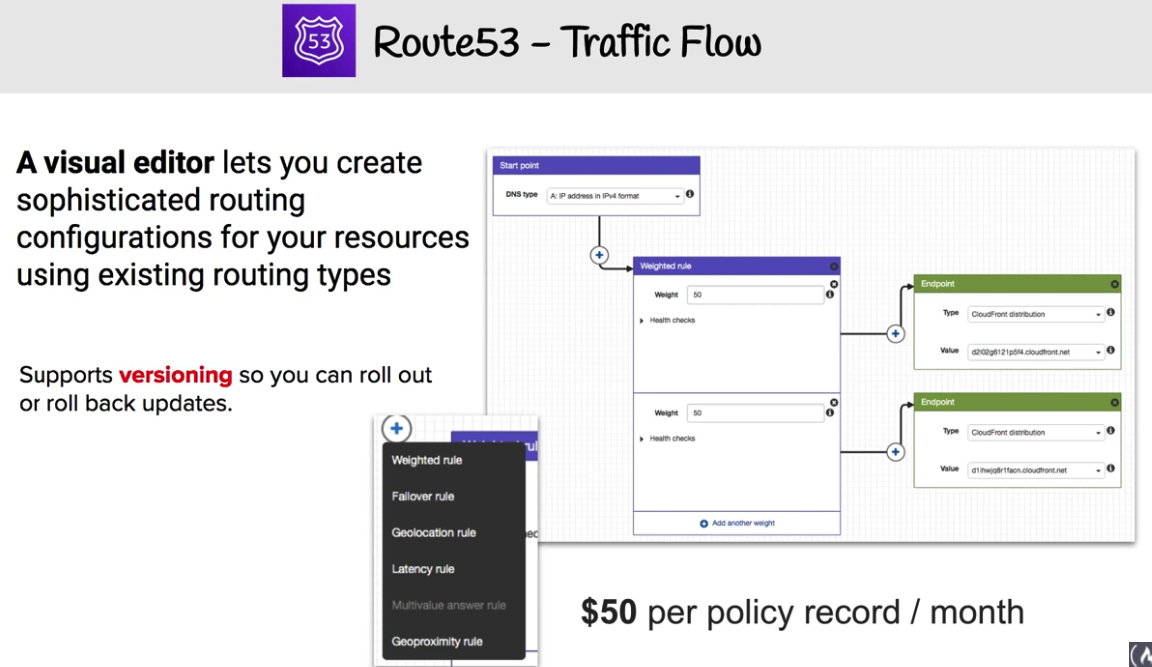 53
Route53 - Traffic Flow
A visual editor lets you create
sophisticated routing
configurations for your resources
using existing routing types
Supports versioning so you can roll out
or roll back updates.
Start point
DNS type
A: IP address in IPv4 format
Weighted rule
Weight
50
Health checks
Weight
50
Health checks
Add another weight
Endpoint
Type
CloudFront distribution
Value
d2i02g6121p5f4.cloudfront.net
Endpoint
Type
CloudFront distribution
Value
Weighted rule
Failover rule
Geolocation rule
Latency rule
Multivalue answer rule
Geoproximity rule
$50 per policy record / month